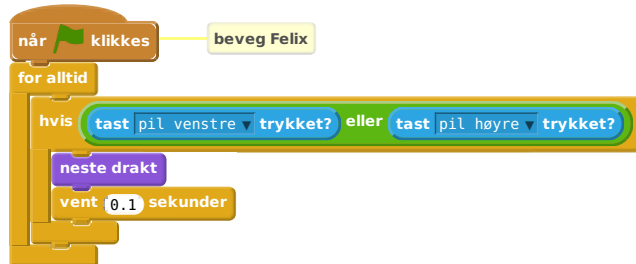 når klikkes beveg Felix
for alltid
hvis tast pil venstre trykket? eller tast pil høyre trykket?
neste drakt
vent 0.1 sekunder